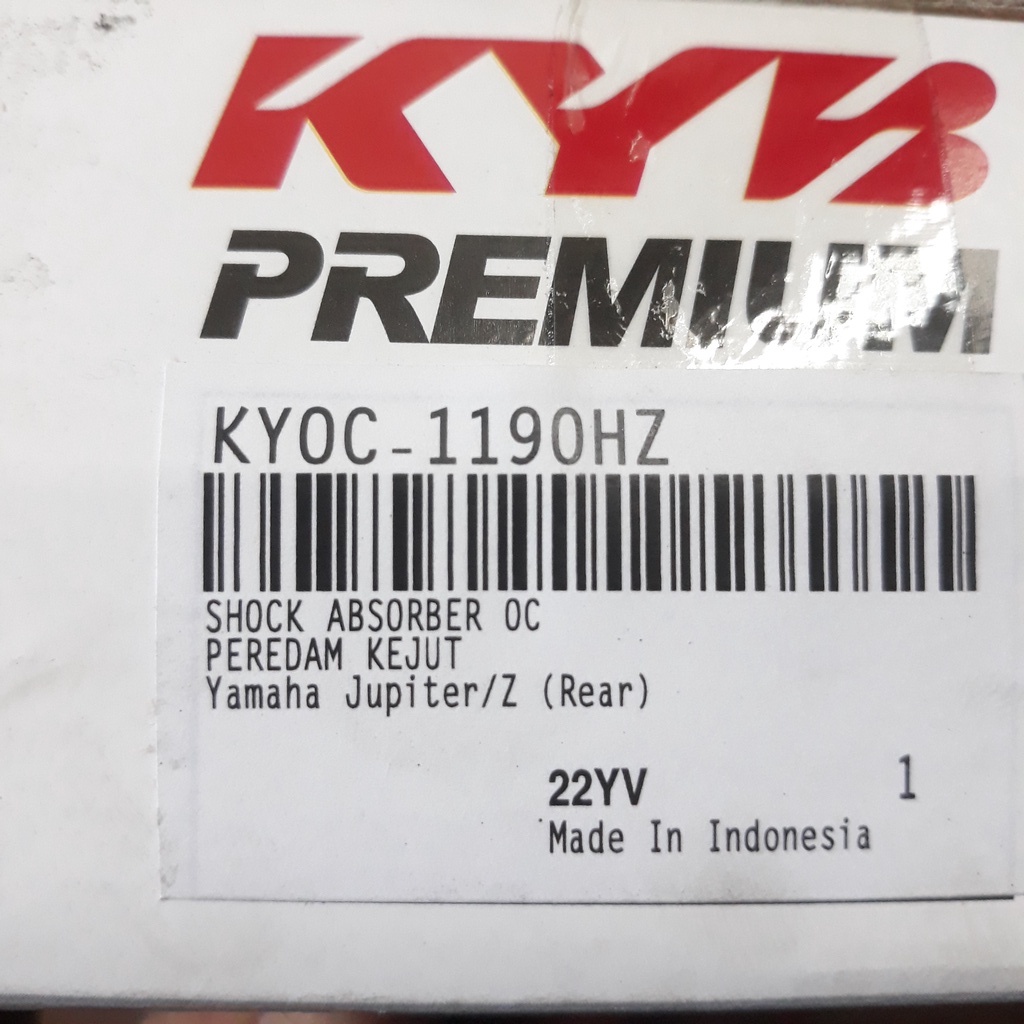 KYB
PREMIUM
KYOC-1190HZ
SHOCK ABSORBER OC
PEREDAM KEJUT
Yamaha Jupiter/Z (Rear)
22YV 1
Made In Indonesia